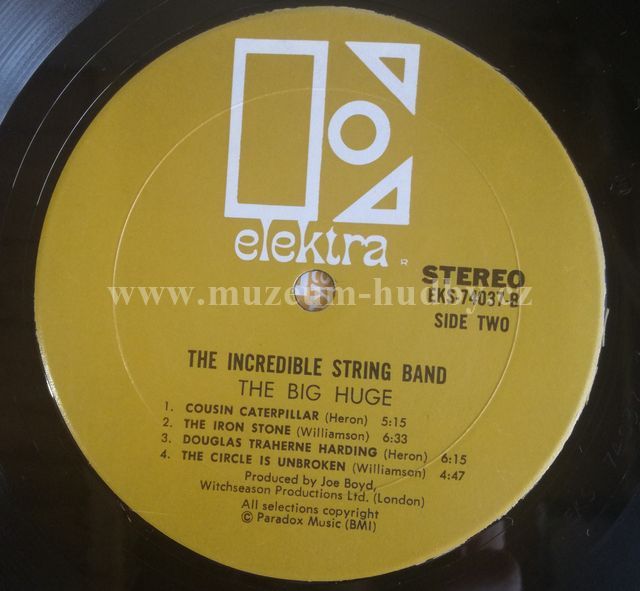 elektra
R
STEREO
EKS-74037-B
SIDE TWO
www.muzeum-hudby.cz
THE INCREDIBLE STRING BAND
THE BIG HUGE
1. COUSIN CATERPILLAR (Heron) 5:15
2. THE IRON STONE (Williamson) 6:33
3. DOUGLAS TRAHERNE HARDING (Heron) 6:15
4. THE CIRCLE IS UNBROKEN (Williamson) 4:47
Produced by Joe Boyd,
Witchseason Productions Ltd. (London)
All selections copyright
© Paradox Music (BMI)